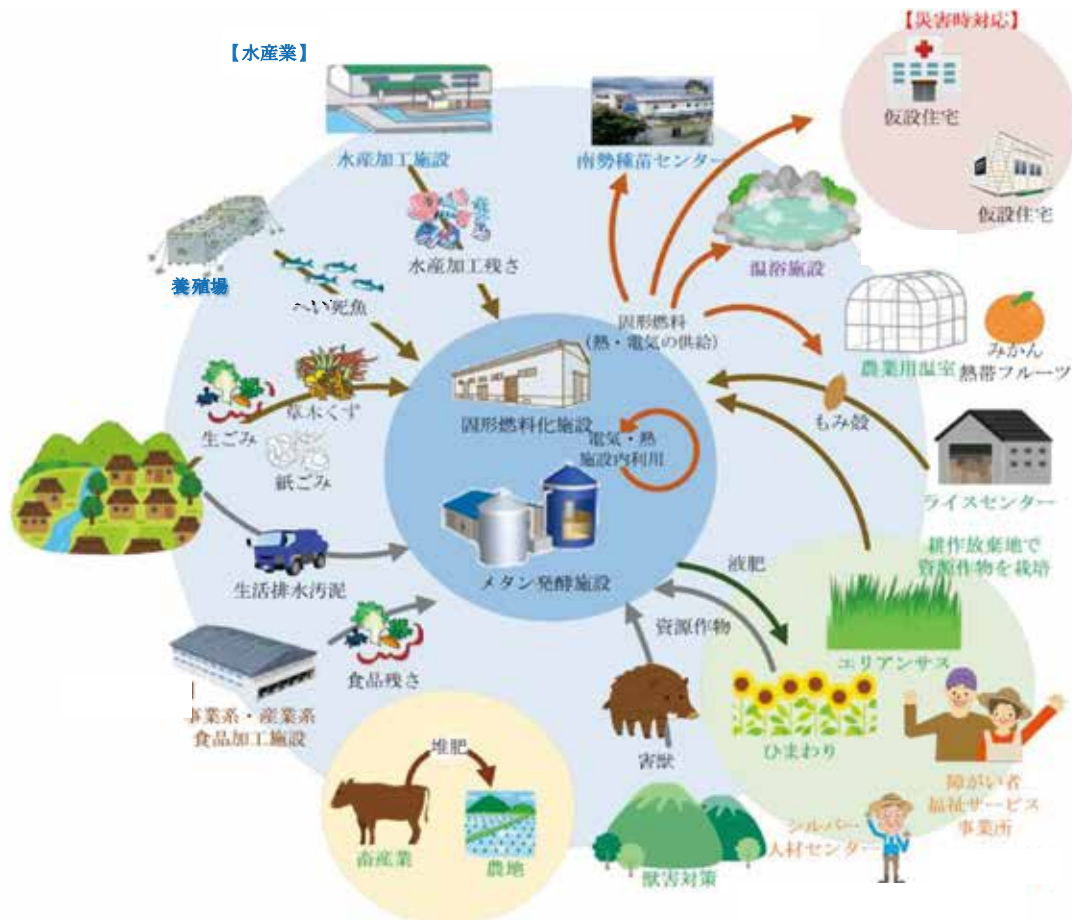 【災害時対応】
【水産業】
仮設住宅
水産加工施設
南勢種苗センター
仮設住宅
水産加工残さ
温浴施設
養殖場
へい死魚
固形燃料
(熱・電気の供給)
農業用温室
みかん
熱帯フルーツ
生ごみ
草木くず
固形燃料化施設
もみ殻
電気・熱
施設内利用
紙ごみ
ライスセンター
耕作放棄地で
資源作物を栽培
生活排水汚泥
メタン発酵施設
液肥
資源作物
エリアンサス
食品残さ
事業系・産業系
食品加工施設
堆肥
害獣
ひまわり
障がい者
福祉サービス
事業所
シルバー
人材センター
畜産業
農地
獣害対策